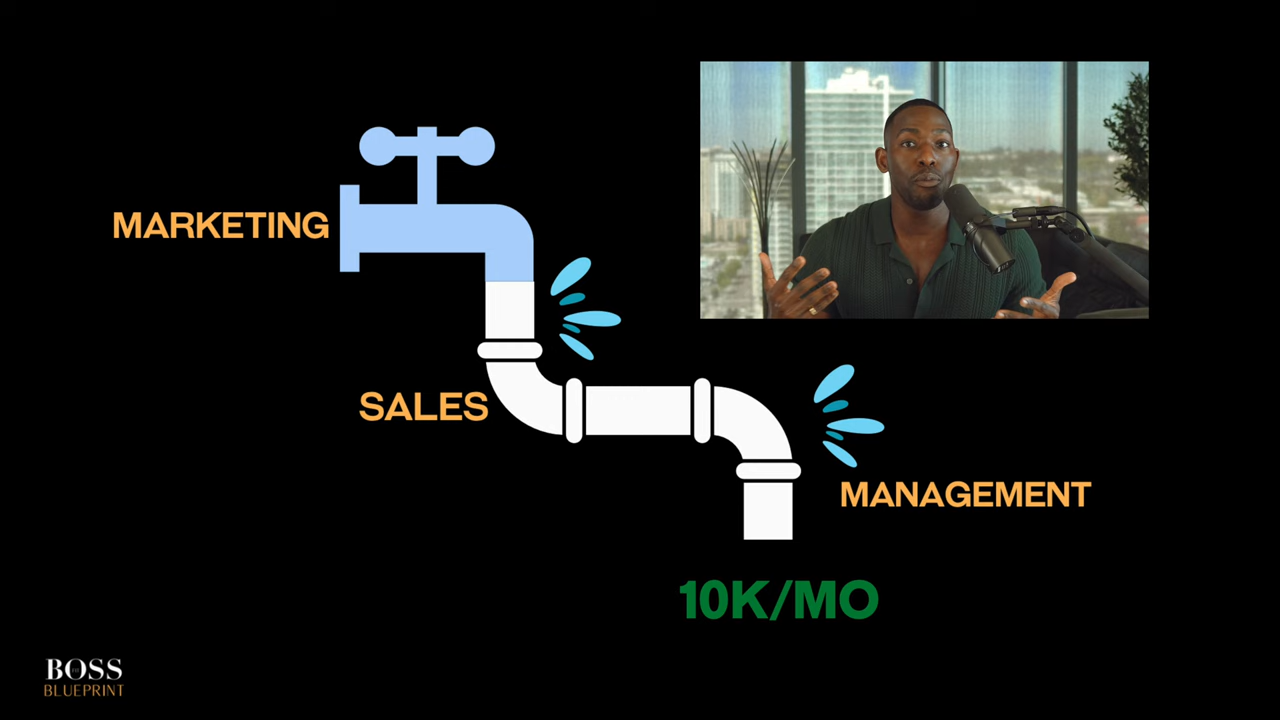 MARKETING
SALES
MANAGEMENT
10K/MO
BOSS
BLUEPRINT